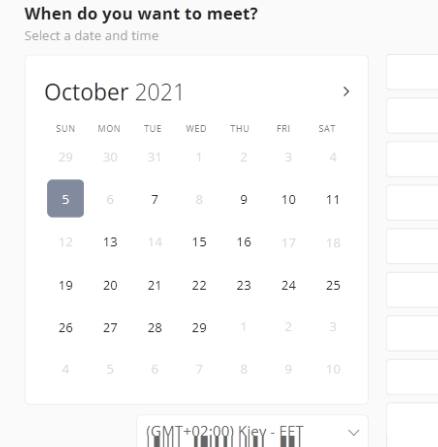 When do you want to meet?
Select a date and time
October 2021
SUN MON TUE WED THU FRI SAT
29 30 31 1 2 3 4
5 6 7 8 9 10 11
12 13 14 15 16 17 18
19 20 21 22 23 24 25
26 27 28 29 1 2 3
4 5 6 7 8 9 10
(GMT+02:00) Kiev - EET